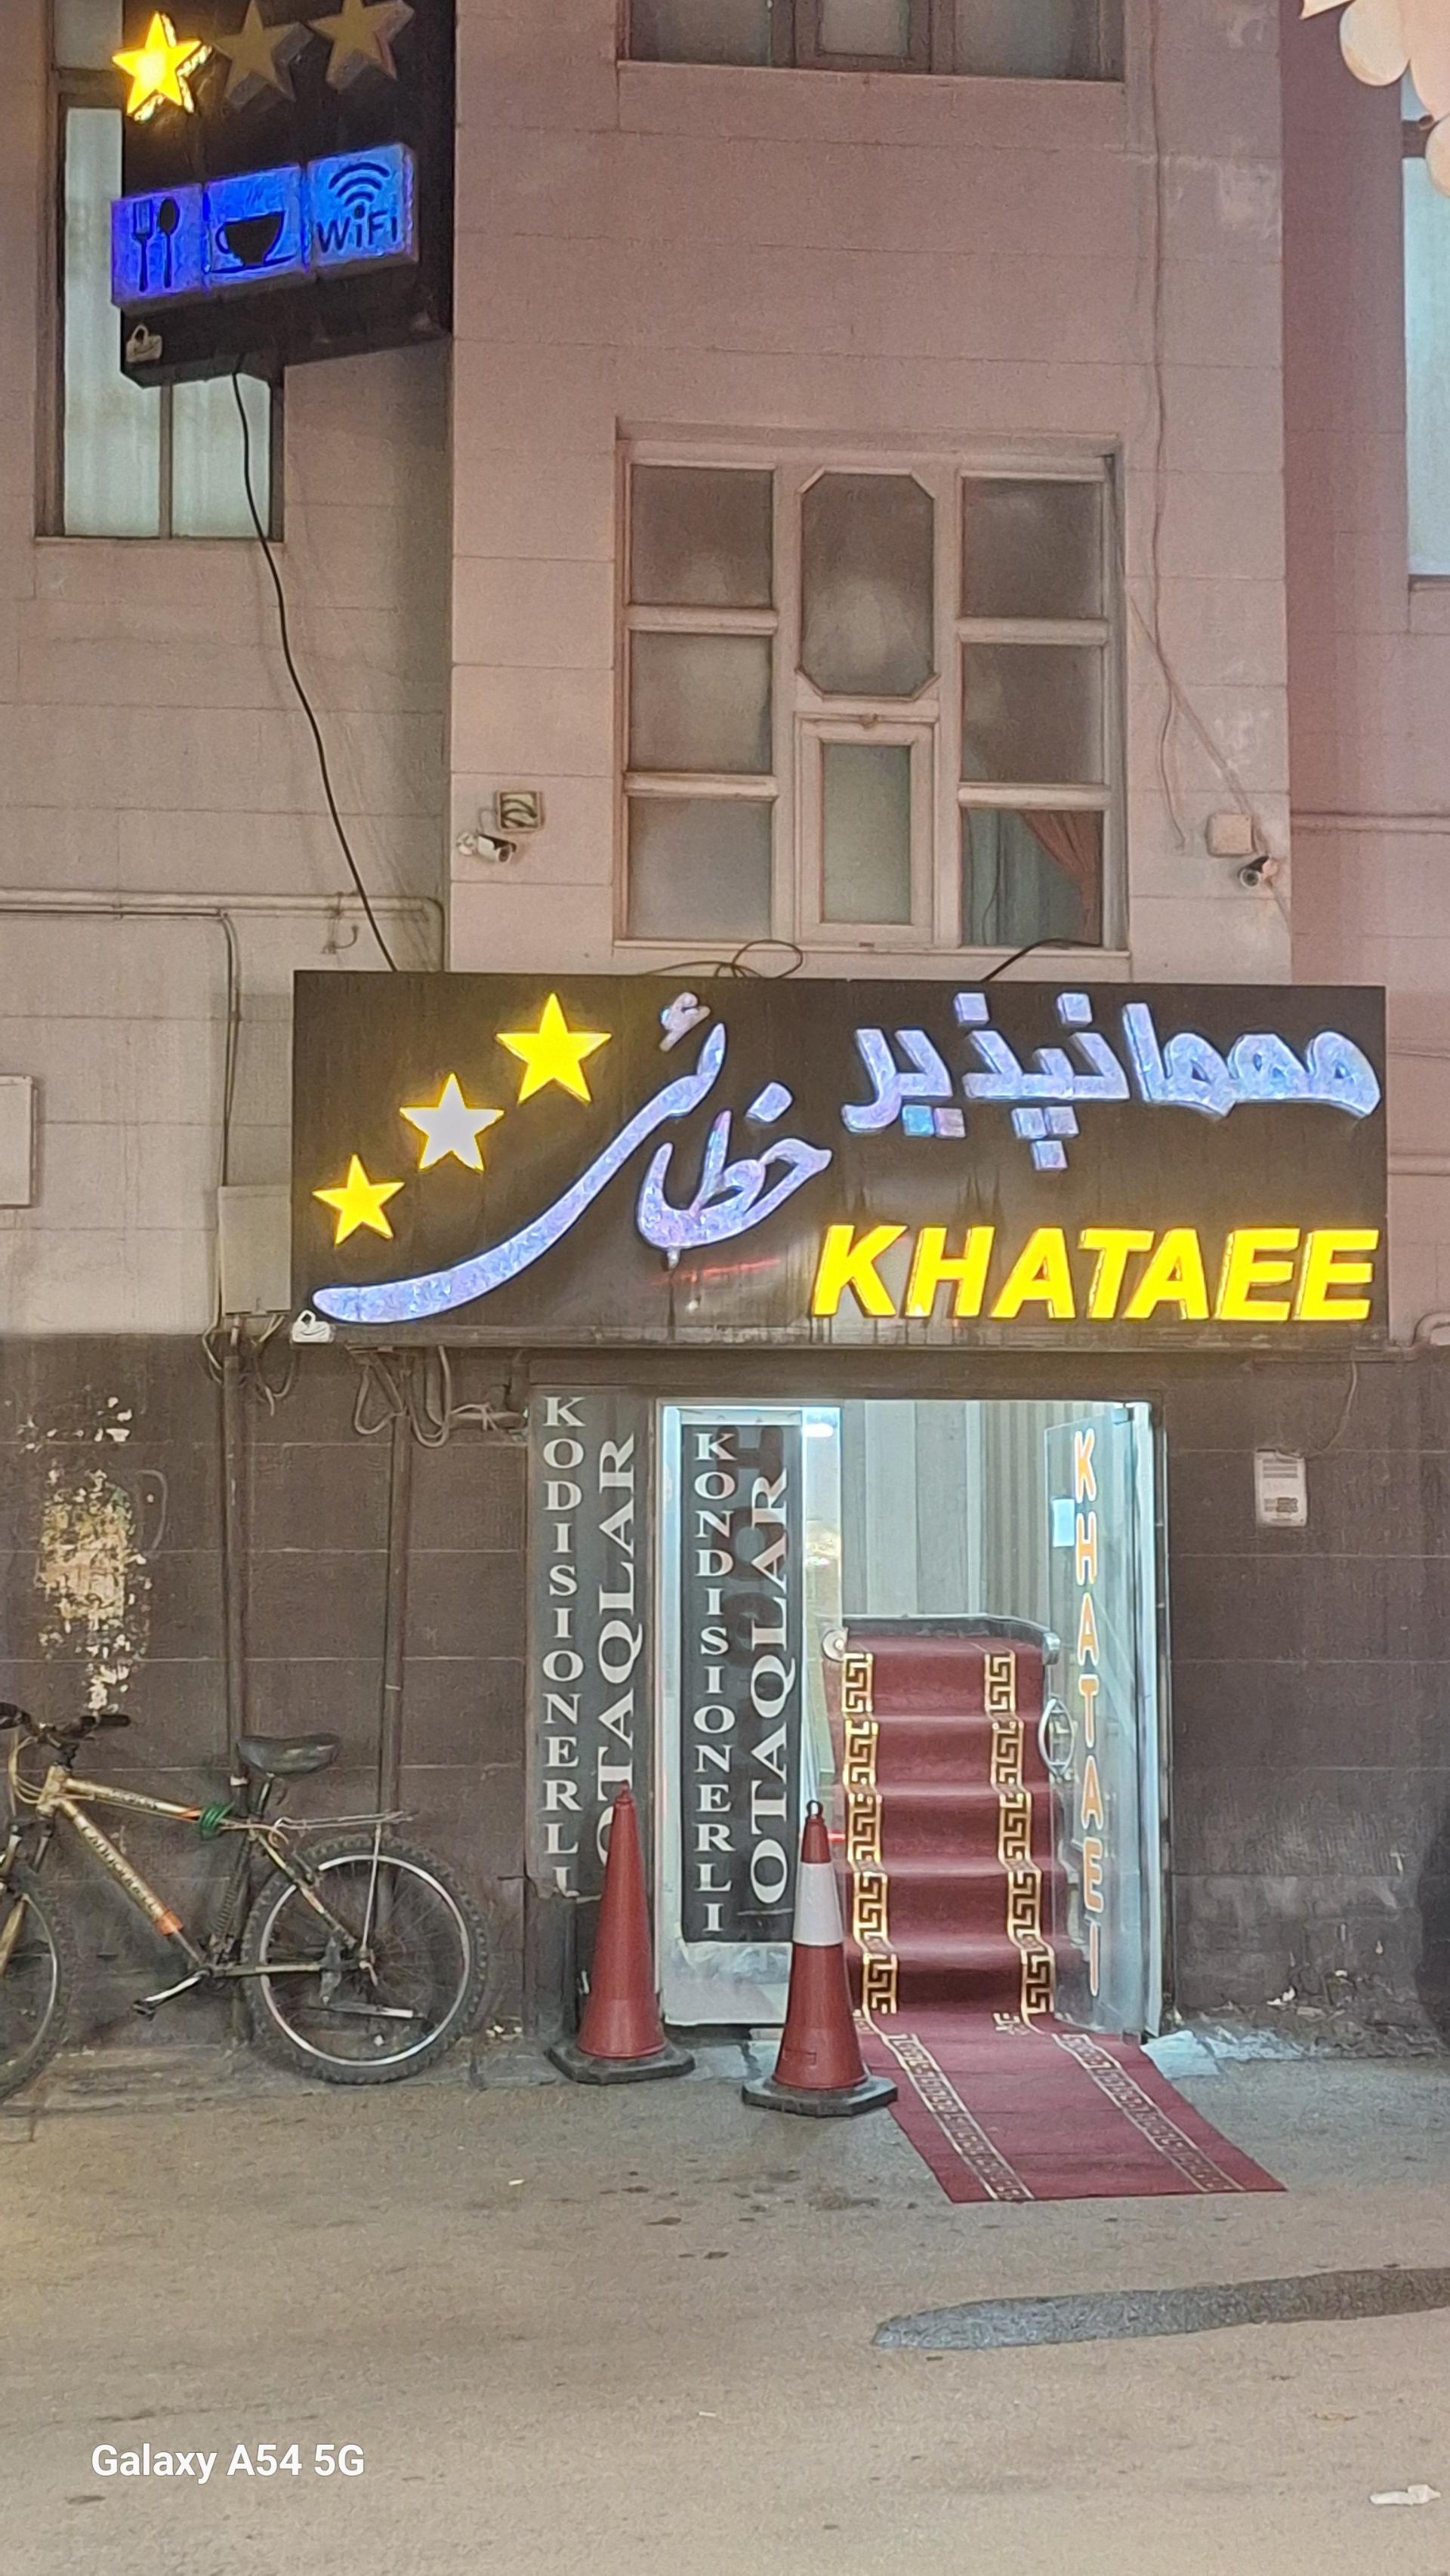 WiFi
مهمانپذیر
خطائی
KHATAEE
KODISIONERLI
OTAQLAR
KONDISIONERLI
OTAQLAR
KHATAEI
Galaxy A54 5G